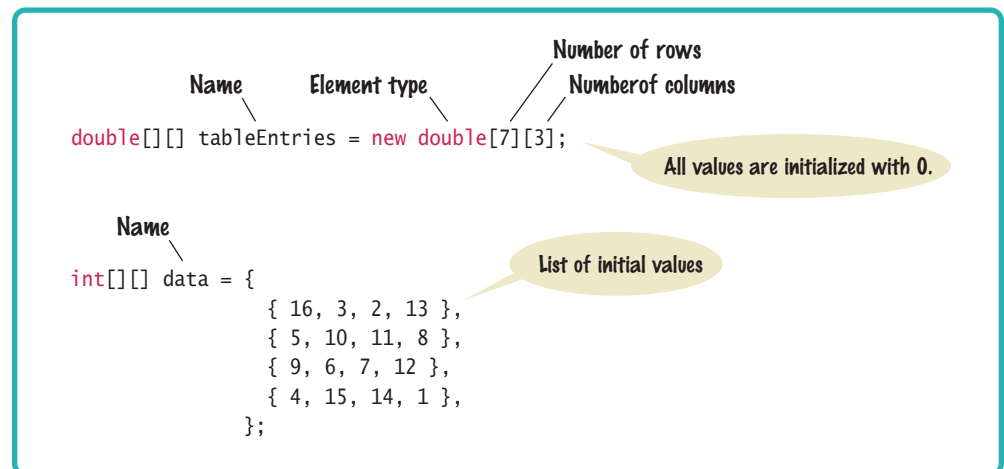 Number of rows
Name Element type Numberof columns
double[][] tableEntries = new double[7][3];
All values are initialized with 0.
Name
List of initial values
int[][] data = {
{ 16, 3, 2, 13 },
{ 5, 10, 11, 8 },
{ 9, 6, 7, 12 },
{ 4, 15, 14, 1 },
};